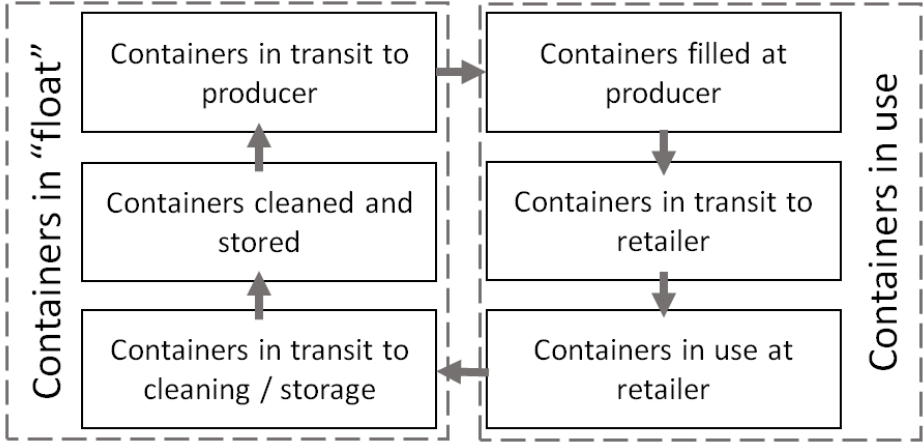 Containers in “float”
Containers in transit to
producer
Containers cleaned and
stored
Containers in transit to
cleaning / storage
Containers filled at
producer
Containers in transit to
retailer
Containers in use at
retailer
Containers in use